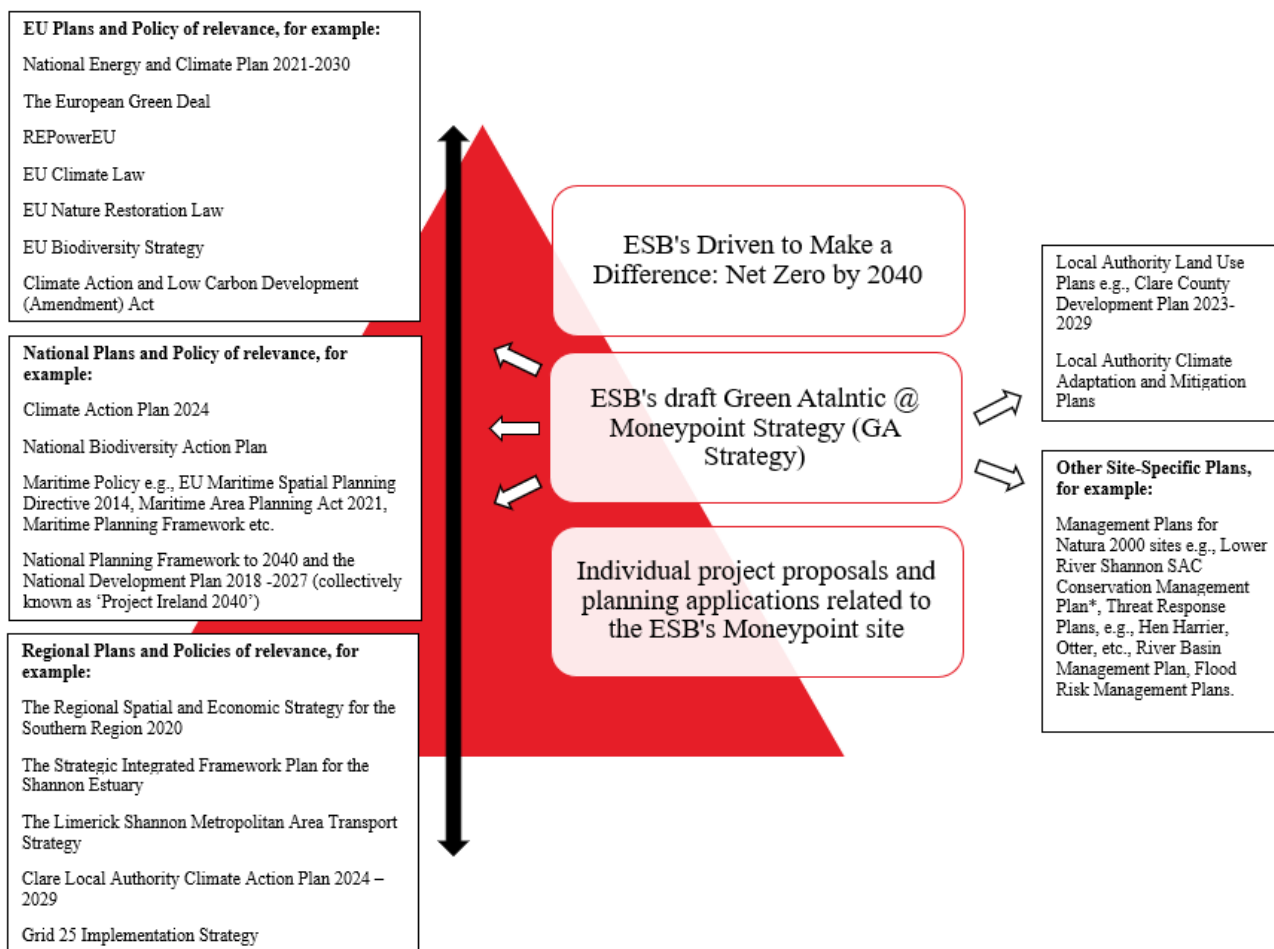 EU Plans and Policy of relevance, for example:
National Energy and Climate Plan 2021-2030
The European Green Deal
REPowerEU
EU Climate Law
EU Nature Restoration Law
EU Biodiversity Strategy
Climate Action and Low Carbon Development
(Amendment) Act
National Plans and Policy of relevance, for
example:
Climate Action Plan 2024
National Biodiversity Action Plan
Maritime Policy e.g., EU Maritime Spatial Planning
Directive 2014, Maritime Area Planning Act 2021,
Maritime Planning Framework etc.
National Planning Framework to 2040 and the
National Development Plan 2018 -2027 (collectively
known as ‘Project Ireland 2040’)
Regional Plans and Policies of relevance, for
example:
The Regional Spatial and Economic Strategy for the
Southern Region 2020
The Strategic Integrated Framework Plan for the
Shannon Estuary
The Limerick Shannon Metropolitan Area Transport
Strategy
Clare Local Authority Climate Action Plan 2024 –
2029
Grid 25 Implementation Strategy
ESB's Driven to Make a
Difference: Net Zero by 2040
ESB's draft Green Atalntic @
Moneypoint Strategy (GA
Strategy)
Individual project proposals and
planning applications related to
the ESB's Moneypoint site
Local Authority Land Use
Plans e.g., Clare County
Development Plan 2023-
2029
Local Authority Climate
Adaptation and Mitigation
Plans
Other Site-Specific Plans,
for example:
Management Plans for
Natura 2000 sites e.g., Lower
River Shannon SAC
Conservation Management
Plan*, Threat Response
Plans, e.g., Hen Harrier,
Otter, etc., River Basin
Management Plan, Flood
Risk Management Plans.